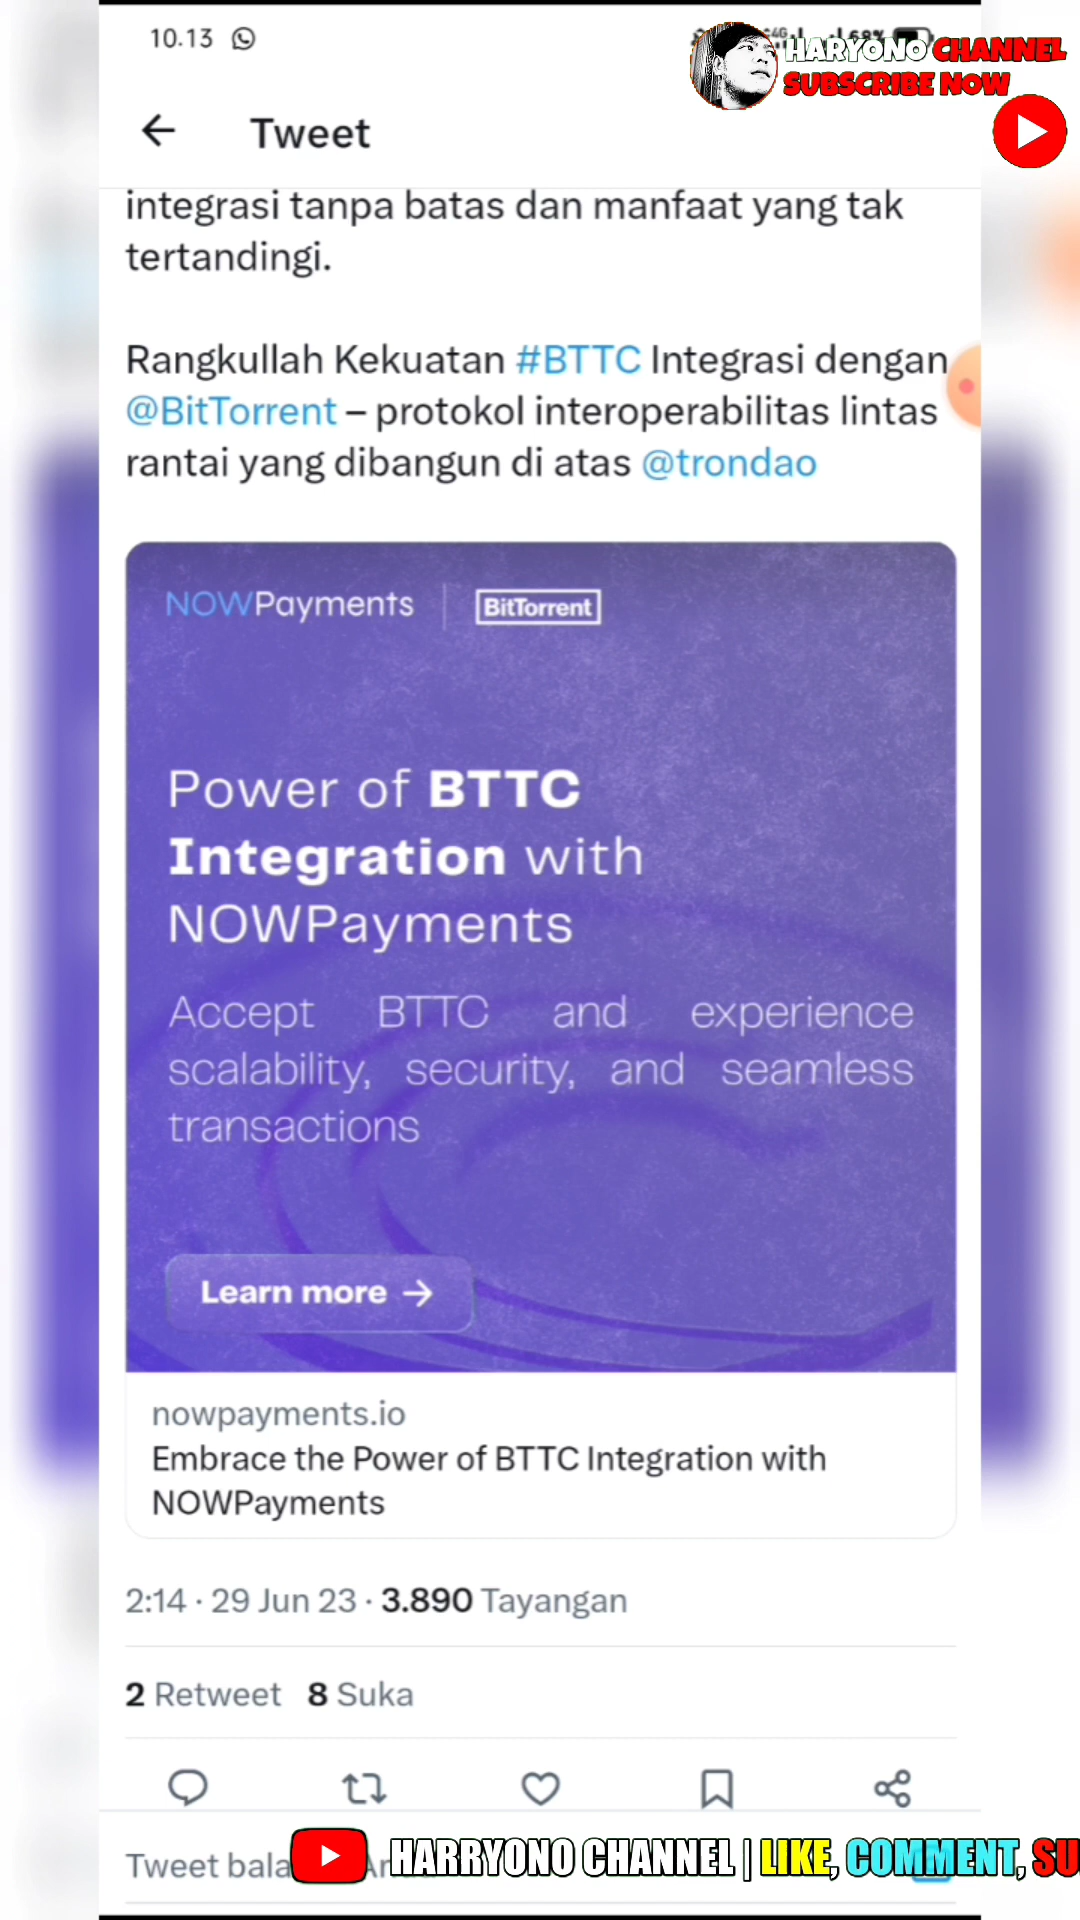 10.13
68%
HARYONO CHANNEL
SUBSCRIBE NOW
Tweet
integrasi tanpa batas dan manfaat yang tak
tertandingi.
Rangkullah Kekuatan #BTTC Integrasi dengan
@BitTorrent – protokol interoperabilitas lintas
rantai yang dibangun di atas @trondao
NOWPayments
BitTorrent
Power of BTTC
Integration with
NOWPayments
Accept BTTC and experience
scalability, security, and seamless
transactions
Learn more →
nowpayments.io
Embrace the Power of BTTC Integration with
NOWPayments
2:14 · 29 Jun 23 · 3.890 Tayangan
2 Retweet 8 Suka
Tweet bala
HARRYONO CHANNEL | LIKE, COMMENT, SU